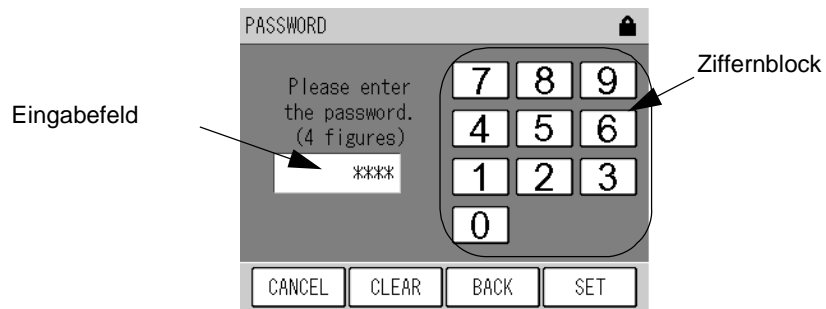 PASSWORD
Ziffernblock
Eingabefeld
Please enter
the password.
(4 figures)
****
7 8 9
4 5 6
1 2 3
0
CANCEL CLEAR BACK SET